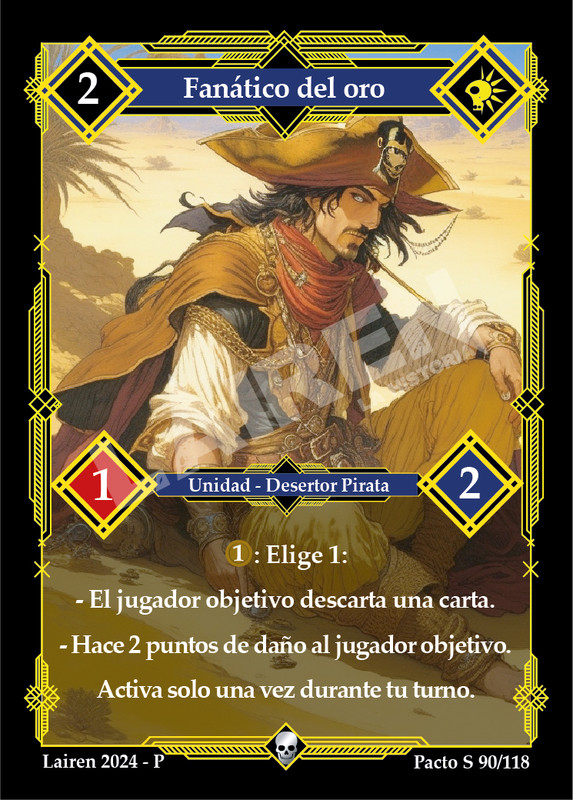 2
Fanático del oro
LAIREN
HISTORIA
1
Unidad - Desertor Pirata
2
1 : Elige 1:
- El jugador objetivo descarta una carta.
- Hace 2 puntos de daño al jugador objetivo.
Activa solo una vez durante tu turno.
Lairen 2024 - P
Pacto S 90/118